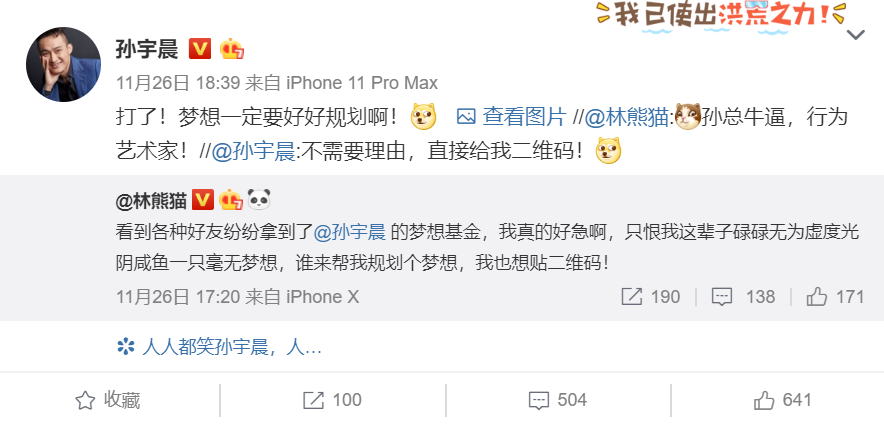 我已使出洪荒之力!
孙宇晨
11月26日 18:39 来自 iPhone 11 Pro Max
打了！梦想一定要好好规划啊！ 查看图片 //@林熊猫:孙总牛逼，行为
艺术家！//@孙宇晨:不需要理由，直接给我二维码！
@林熊猫
看到各种好友纷纷拿到了@孙宇晨 的梦想基金，我真的好急啊，只恨我这辈子碌碌无为虚度光
阴咸鱼一只毫无梦想，谁来帮我规划个梦想，我也想贴二维码！
11月26日 17:20 来自 iPhone X 190 138 171
人人都笑孙宇晨，人...
收藏 100 504 641